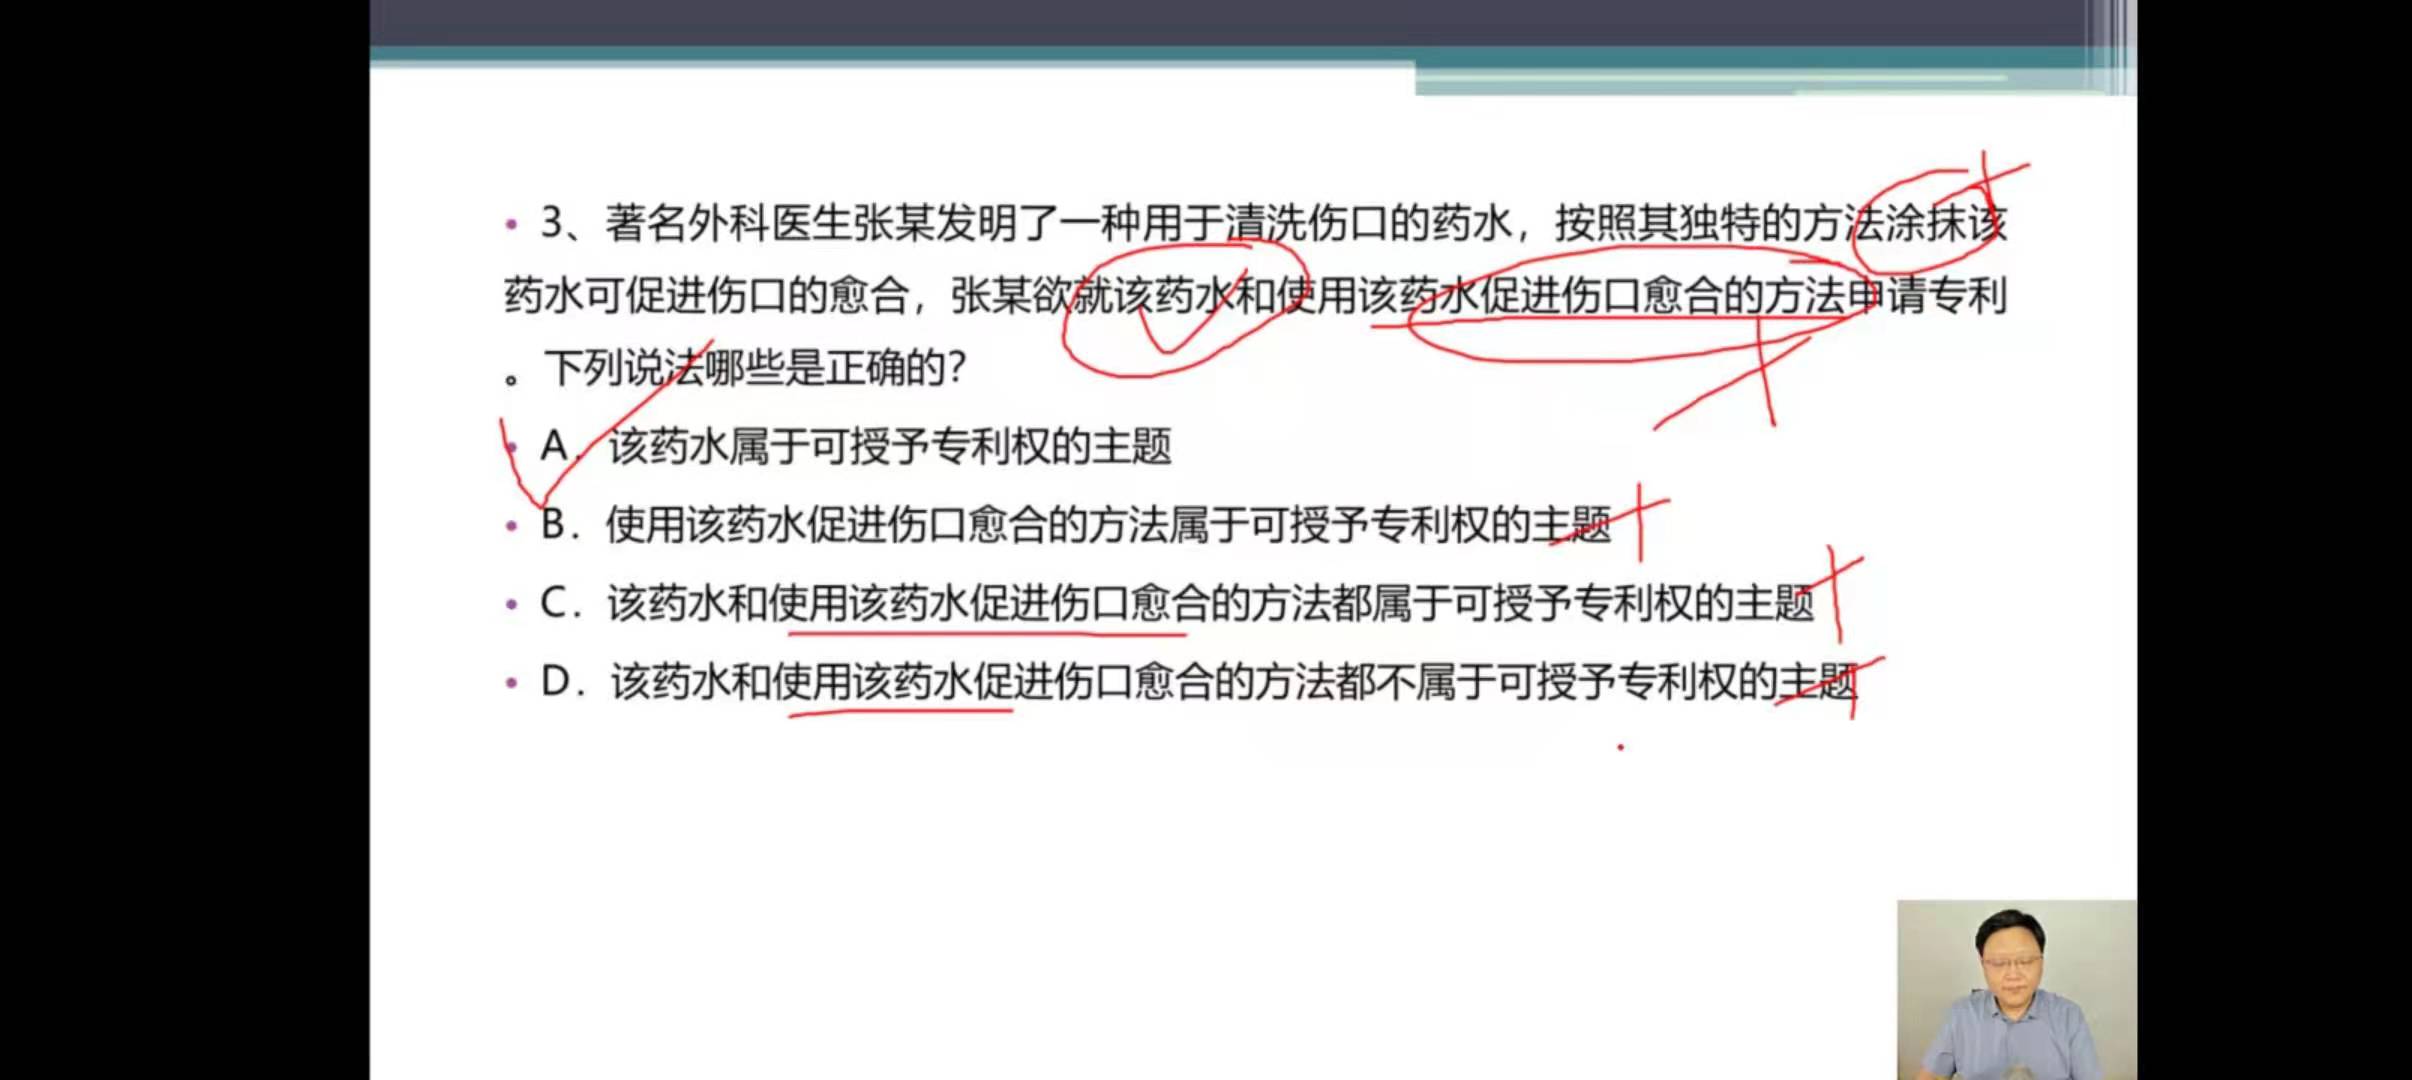 • 3、著名外科医生张某发明了一种用于清洗伤口的药水，按照其独特的方法涂抹该
药水可促进伤口的愈合，张某欲就该药水和使用该药水促进伤口愈合的方法申请专利
。下列说法哪些是正确的？
• A．该药水属于可授予专利权的主题
• B．使用该药水促进伤口愈合的方法属于可授予专利权的主题
• C．该药水和使用该药水促进伤口愈合的方法都属于可授予专利权的主题
• D．该药水和使用该药水促进伤口愈合的方法都不属于可授予专利权的主题